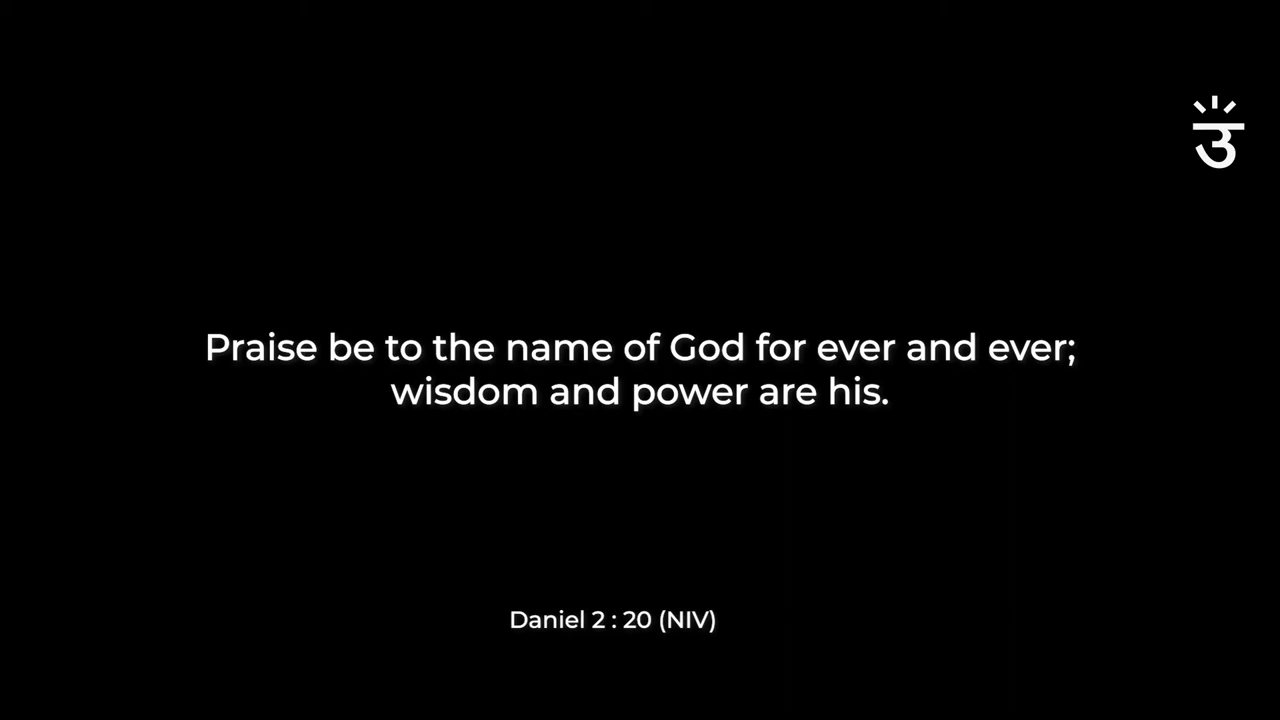 उ
Praise be to the name of God for ever and ever;
wisdom and power are his.
Daniel 2 : 20 (NIV)